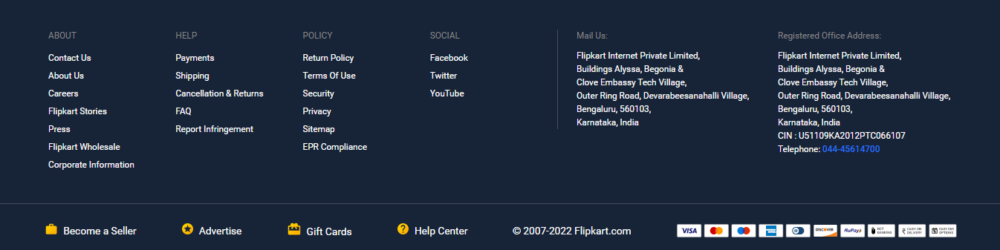 ABOUT
Contact Us
About Us
Careers
Flipkart Stories
Press
Flipkart Wholesale
Corporate Information
HELP
Payments
Shipping
Cancellation & Returns
FAQ
Report Infringement
POLICY
Return Policy
Terms Of Use
Security
Privacy
Sitemap
EPR Compliance
SOCIAL
Facebook
Twitter
YouTube
Mail Us:
Flipkart Internet Private Limited,
Buildings Alyssa, Begonia &
Clove Embassy Tech Village,
Outer Ring Road, Devarabeesanahalli Village,
Bengaluru, 560103,
Karnataka, India
Registered Office Address:
Flipkart Internet Private Limited,
Buildings Alyssa, Begonia &
Clove Embassy Tech Village,
Outer Ring Road, Devarabeesanahalli Village,
Bengaluru, 560103,
Karnataka, India
CIN : U51109KA2012PTC066107
Telephone: 044-45614700
Become a Seller
Advertise
Gift Cards
? Help Center
© 2007-2022 Flipkart.com
VISA
DISCOVER
RuPay
NET
BANKING
₹ CASH ON
DELIVERY
EASY EMI
OPTIONS